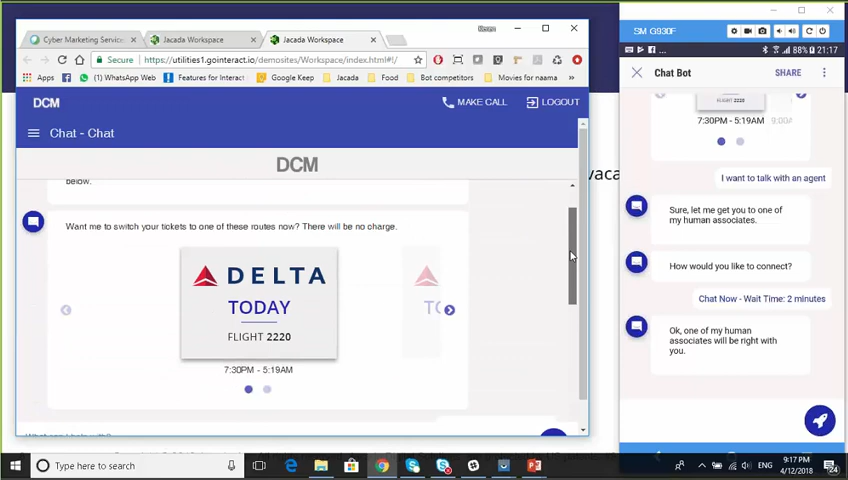 Cyber Marketing Service
Jacada Workspace
Jacada Workspace
Secure
https://utilities1.gointeract.io/demosites/Workspace/index.html#!/
Apps
(1) WhatsApp Web
Features for Interact
Google Keep
Jacada
Food
Bot competitors
Movies for naama
DCM
MAKE CALL
LOGOUT
Chat - Chat
DCM
below.
Want me to switch your tickets to one of these routes now? There will be no charge.
DELTA
TODAY
FLIGHT 2220
7:30PM - 5:19AM
SM G930F
88%
21:17
Chat Bot
SHARE
FLIGHT 2220
7:30PM - 5:19AM
9:00A
I want to talk with an agent
Sure, let me get you to one of
my human associates.
How would you like to connect?
Chat Now - Wait Time: 2 minutes
Ok, one of my human
associates will be right with
you.
Type here to search
ENG
9:17 PM
4/12/2018